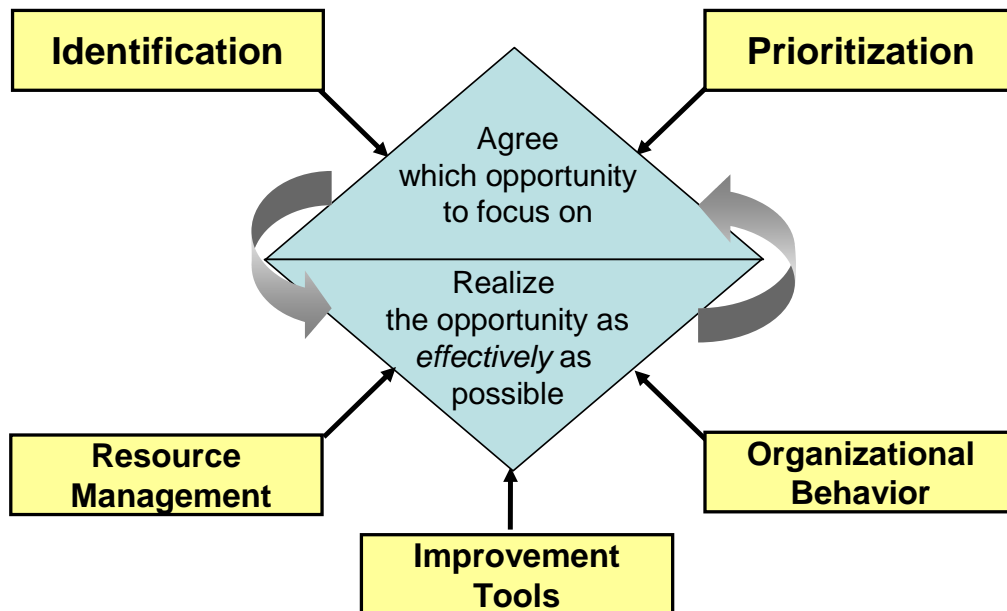 Identification
Prioritization
Agree
which opportunity
to focus on
Realize
the opportunity as
effectively as
possible
Resource
Management
Organizational
Behavior
Improvement
Tools